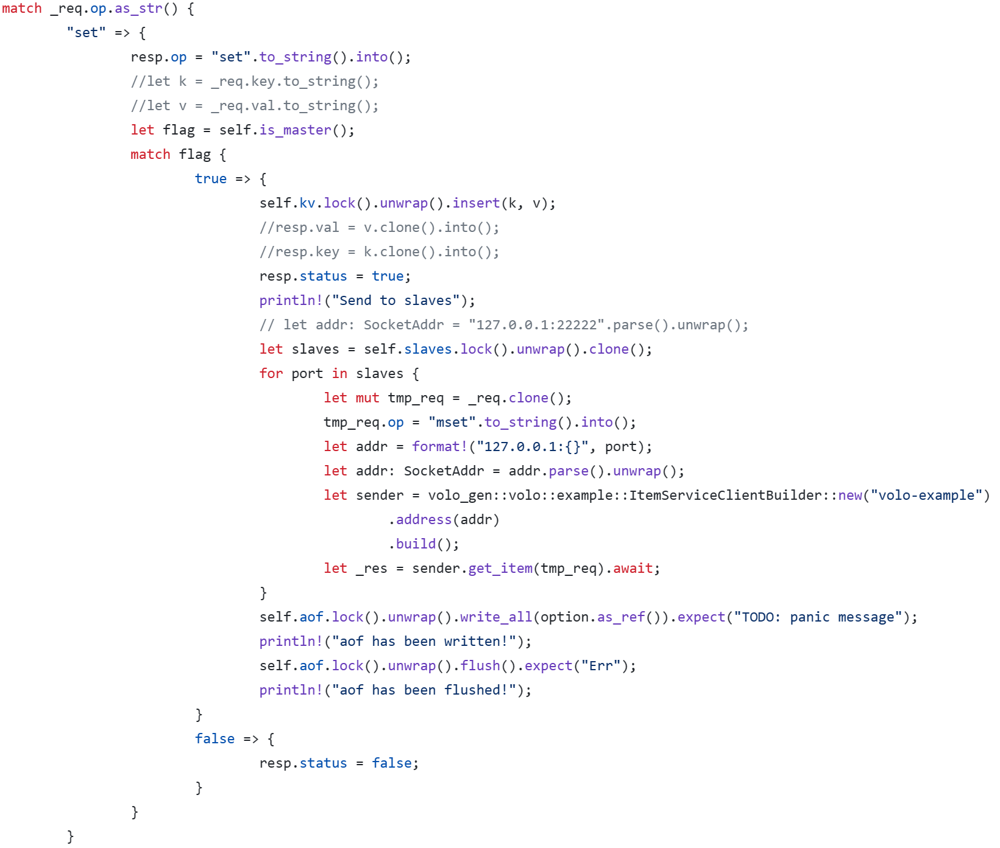 match _req.op.as_str() {
"set" => {
resp.op = "set".to_string().into();
//let k = _req.key.to_string();
//let v = _req.val.to_string();
let flag = self.is_master();
match flag {
true => {
self.kv.lock().unwrap().insert(k, v);
//resp.val = v.clone().into();
//resp.key = k.clone().into();
resp.status = true;
println!("Send to slaves");
// let addr: SocketAddr = "127.0.0.1:22222".parse().unwrap();
let slaves = self.slaves.lock().unwrap().clone();
for port in slaves {
let mut tmp_req = _req.clone();
tmp_req.op = "mset".to_string().into();
let addr = format!("127.0.0.1:{}", port);
let addr: SocketAddr = addr.parse().unwrap();
let sender = volo_gen::volo::example::ItemServiceClientBuilder::new("volo-example")
.address(addr)
.build();
let _res = sender.get_item(tmp_req).await;
}
self.aof.lock().unwrap().write_all(option.as_ref()).expect("TODO: panic message");
println!("aof has been written!");
self.aof.lock().unwrap().flush().expect("Err");
println!("aof has been flushed!");
}
false => {
resp.status = false;
}
}
}